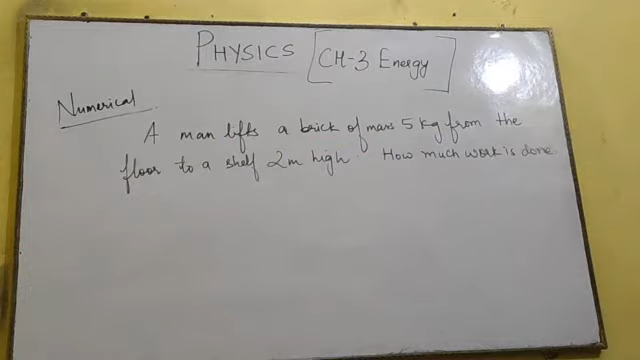 PHYSICS [CH-3 Energy]
Numerical
A man lifts a brick of mass 5 kg from the
floor to a shelf 2m high. How much work is done